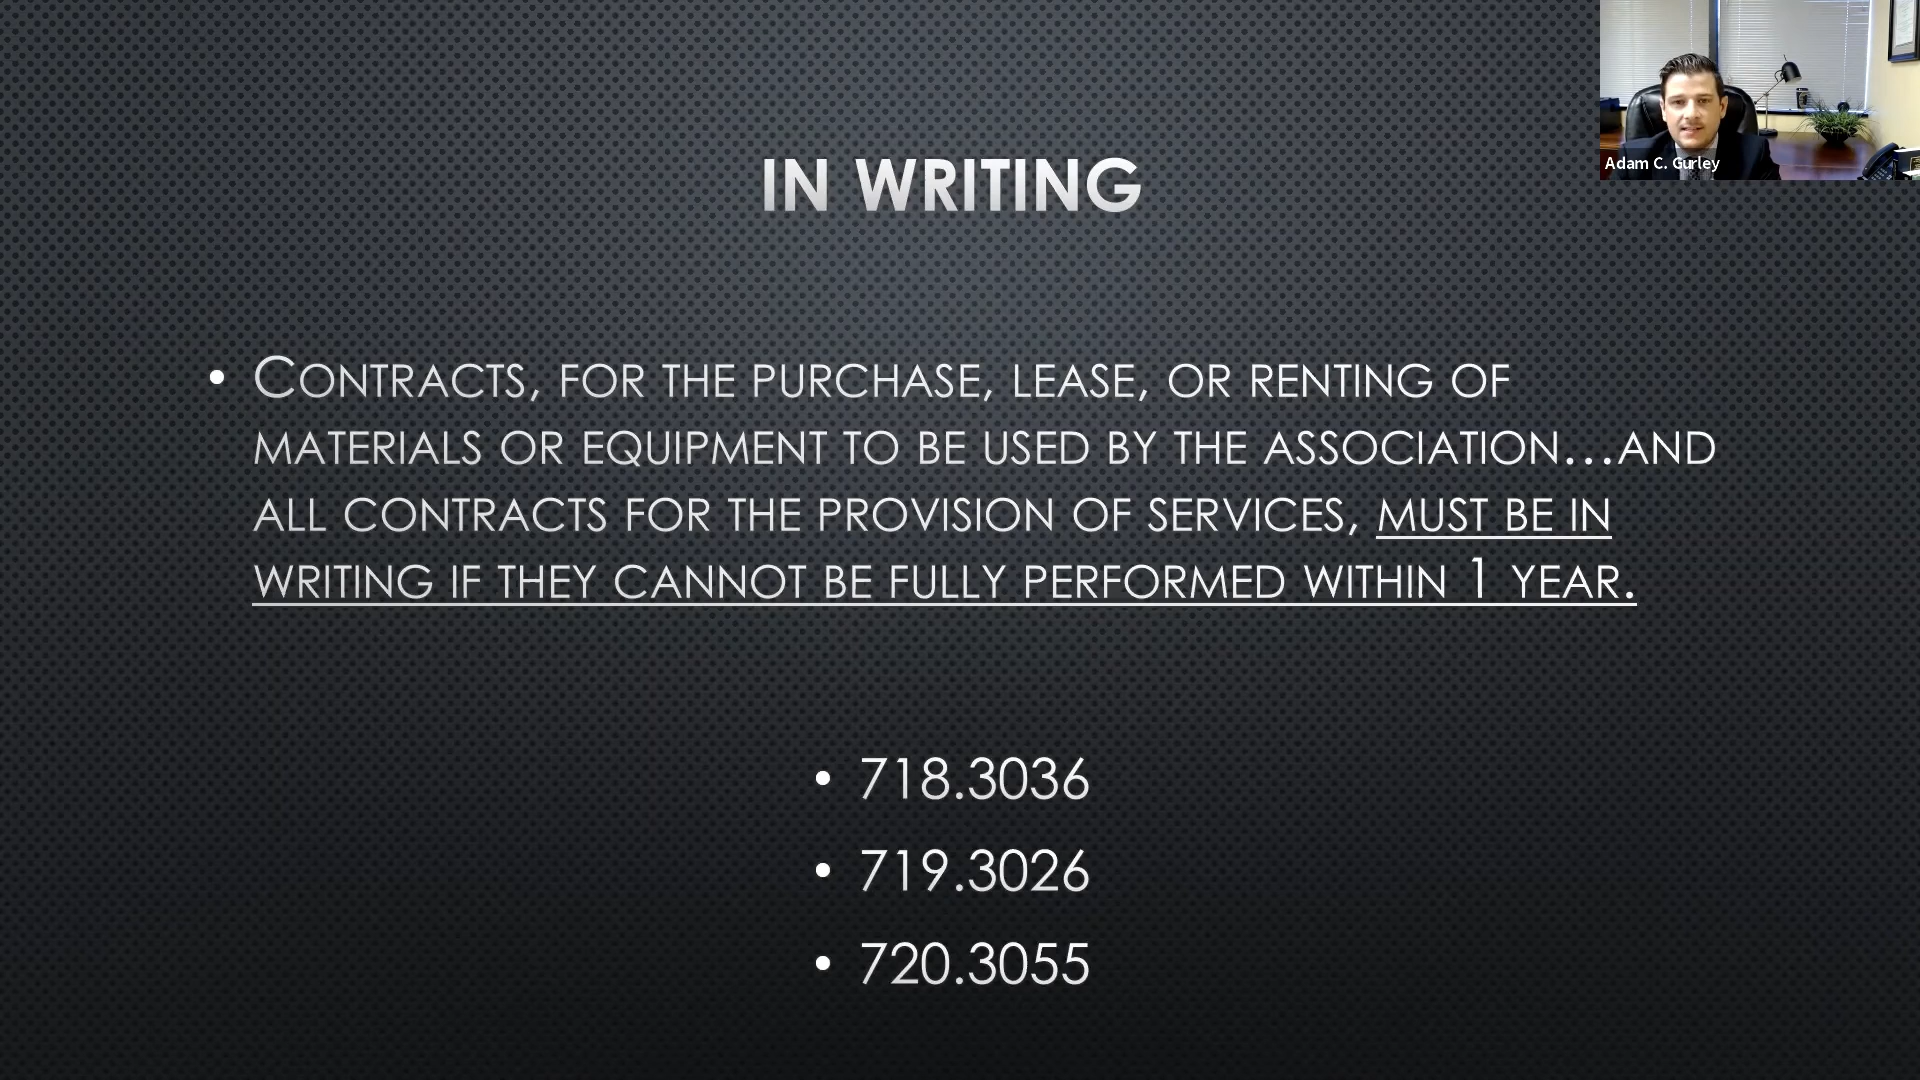 IN WRITING
Adam C. Gurley
• CONTRACTS, FOR THE PURCHASE, LEASE, OR RENTING OF
MATERIALS OR EQUIPMENT TO BE USED BY THE ASSOCIATION...AND
ALL CONTRACTS FOR THE PROVISION OF SERVICES, MUST BE IN
WRITING IF THEY CANNOT BE FULLY PERFORMED WITHIN 1 YEAR.
• 718.3036
• 719.3026
• 720.3055